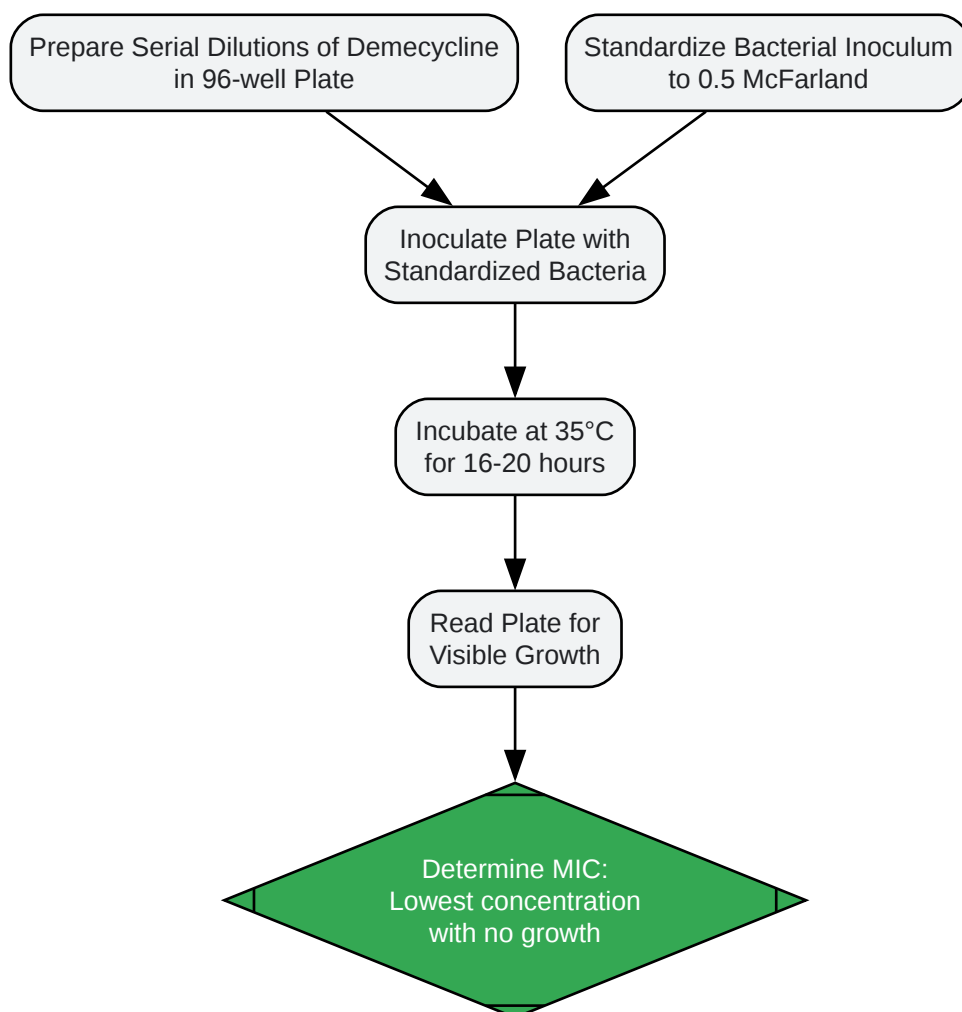 Prepare Serial Dilutions of Demecycline
in 96-well Plate
Standardize Bacterial Inoculum
to 0.5 McFarland
Inoculate Plate with
Standardized Bacteria
Incubate at 35°C
for 16-20 hours
Read Plate for
Visible Growth
Determine MIC:
Lowest concentration
with no growth